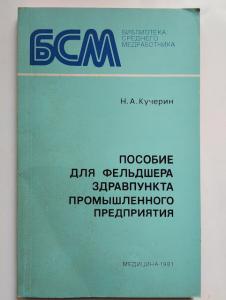 БСМ
БИБЛИОТЕКА
СРЕДНЕГО
МЕДРАБОТНИКА
Н. А. Кучерин
ПОСОБИЕ
ДЛЯ ФЕЛЬДШЕРА
ЗДРАВПУНКТА
ПРОМЫШЛЕННОГО
ПРЕДПРИЯТИЯ
МЕДИЦИНА·1981